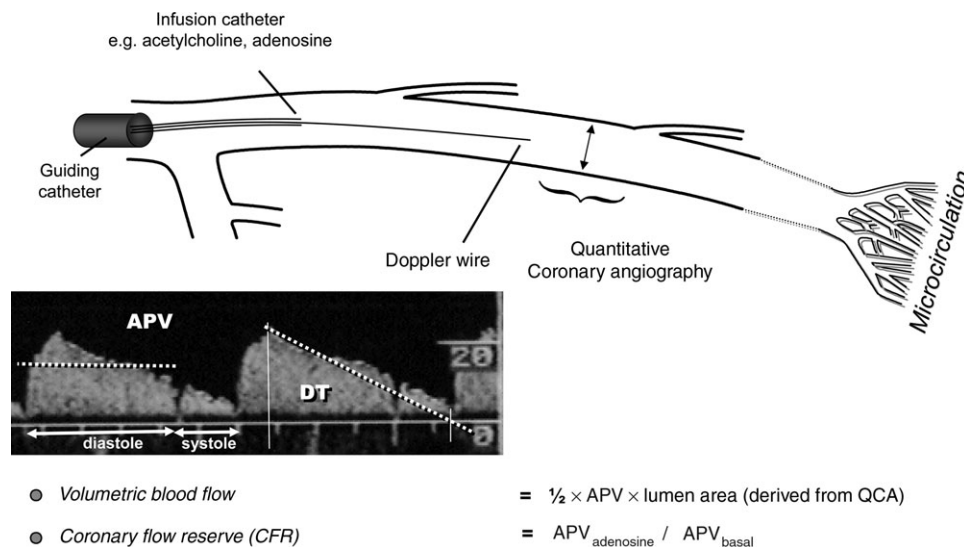 Infusion catheter
e.g. acetylcholine, adenosine
Guiding
catheter
Doppler wire
Quantitative
Coronary angiography
Microcirculation
APV
DT
20
0
diastole
systole
Volumetric blood flow = ½ × APV × lumen area (derived from QCA)
Coronary flow reserve (CFR) = APVadenosine / APVbasal